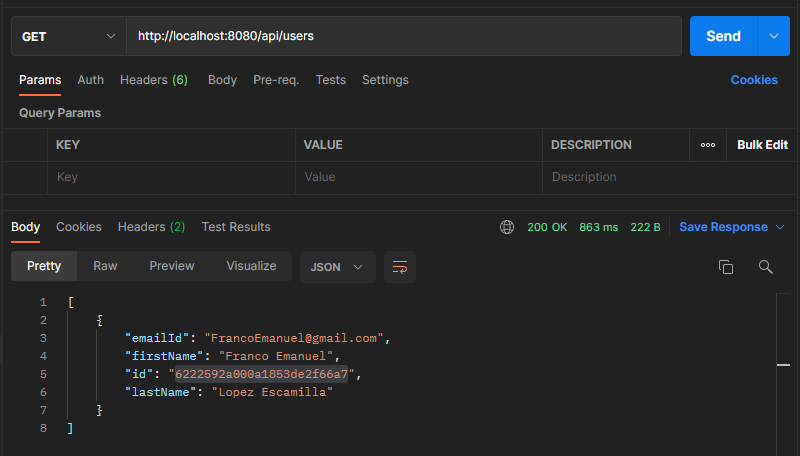 GET http://localhost:8080/api/users Send
Params Auth Headers (6) Body Pre-req. Tests Settings Cookies
Query Params
KEY VALUE DESCRIPTION ••• Bulk Edit
Key Value Description
Body Cookies Headers (2) Test Results 200 OK 863 ms 222 B Save Response
Pretty Raw Preview Visualize JSON
1 [
2 {
3 "emailId": "FrancoEmanuel@gmail.com",
4 "firstName": "Franco Emanuel",
5 "id": "6222592a000a1853de2f66a7",
6 "lastName": "Lopez Escamilla"
7 }
8 ]